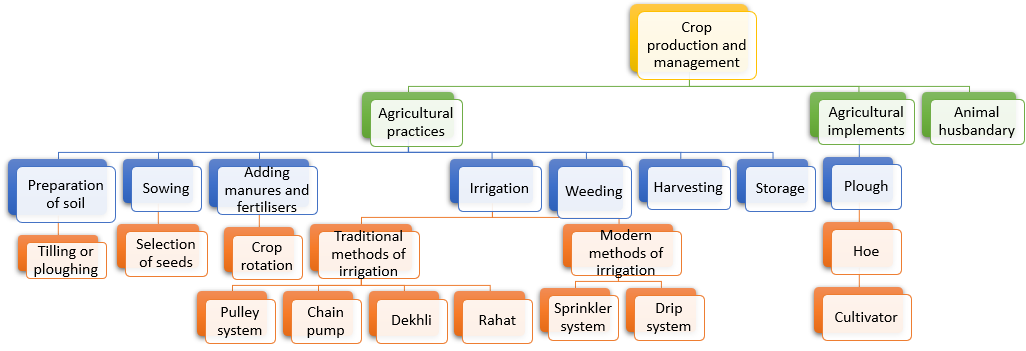 Crop
production and
management
Agricultural
practices
Agricultural
implements
Animal
husbandary
Preparation
of soil
Sowing
Adding
manures and
fertilisers
Irrigation
Weeding
Harvesting
Storage
Plough
Tilling or
ploughing
Selection
of seeds
Crop
rotation
Traditional
methods of
irrigation
Modern
methods of
irrigation
Hoe
Pulley
system
Chain
pump
Dekhli
Rahat
Sprinkler
system
Drip
system
Cultivator